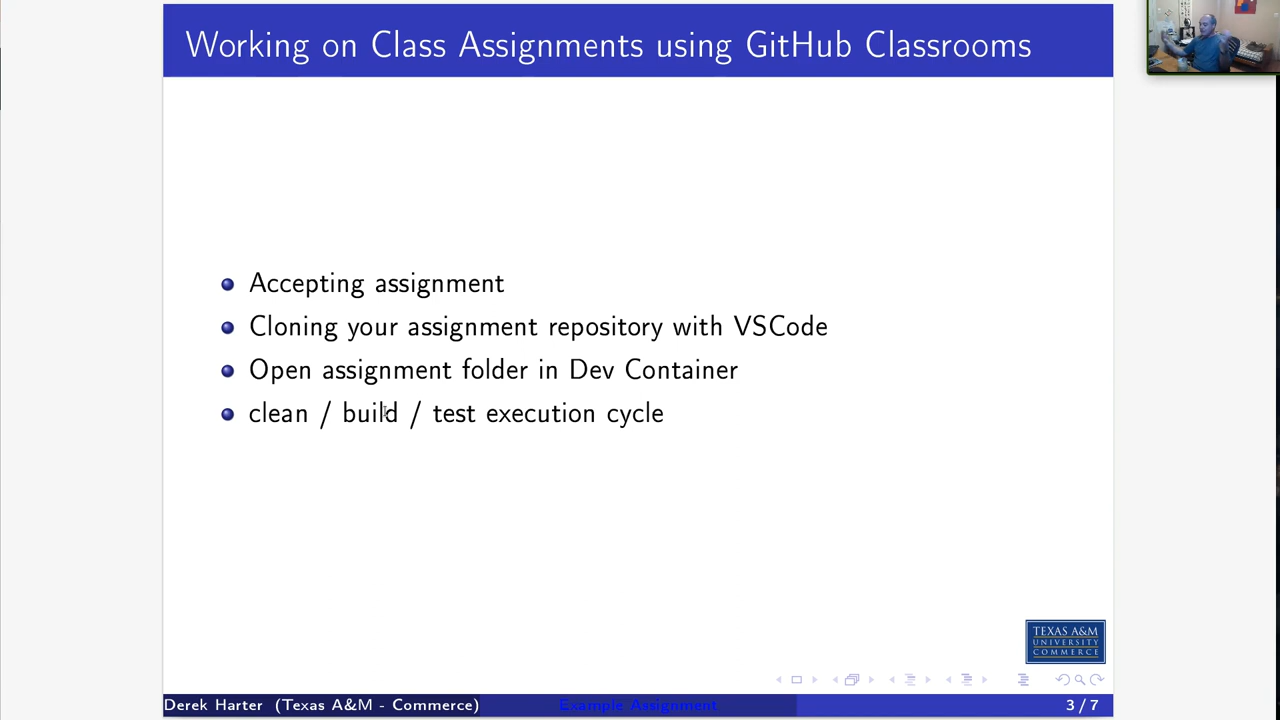 Working on Class Assignments using GitHub Classrooms
Accepting assignment
Cloning your assignment repository with VSCode
Open assignment folder in Dev Container
clean / build / test execution cycle
TEXAS A&M
UNIVERSITY
COMMERCE
Derek Harter (Texas A&M - Commerce)
Example Assignment
3 / 7